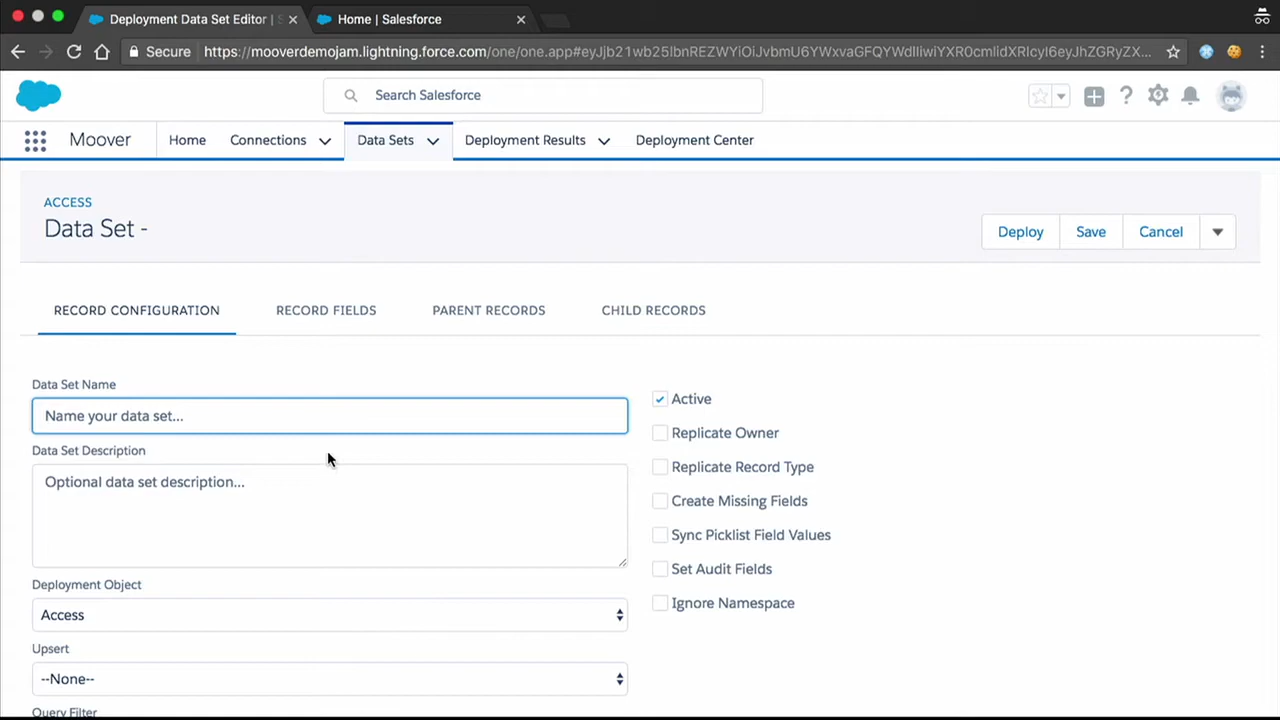 Deployment Data Set Editor | S
Home | Salesforce
Secure
https://mooverdemojam.lightning.force.com/one/one.app#eyJjb21wb25lbnREZWYiOiJvbmU6YWxvaGFQYWdlIiwiYXR0cmlidXRlcyI6eyJhZGRyZX...
Search Salesforce
Moover
Home
Connections
Data Sets
Deployment Results
Deployment Center
ACCESS
Data Set -
Deploy
Save
Cancel
RECORD CONFIGURATION
RECORD FIELDS
PARENT RECORDS
CHILD RECORDS
Data Set Name
Name your data set...
Data Set Description
Optional data set description...
Deployment Object
Access
Upsert
--None--
Query Filter
Active
Replicate Owner
Replicate Record Type
Create Missing Fields
Sync Picklist Field Values
Set Audit Fields
Ignore Namespace